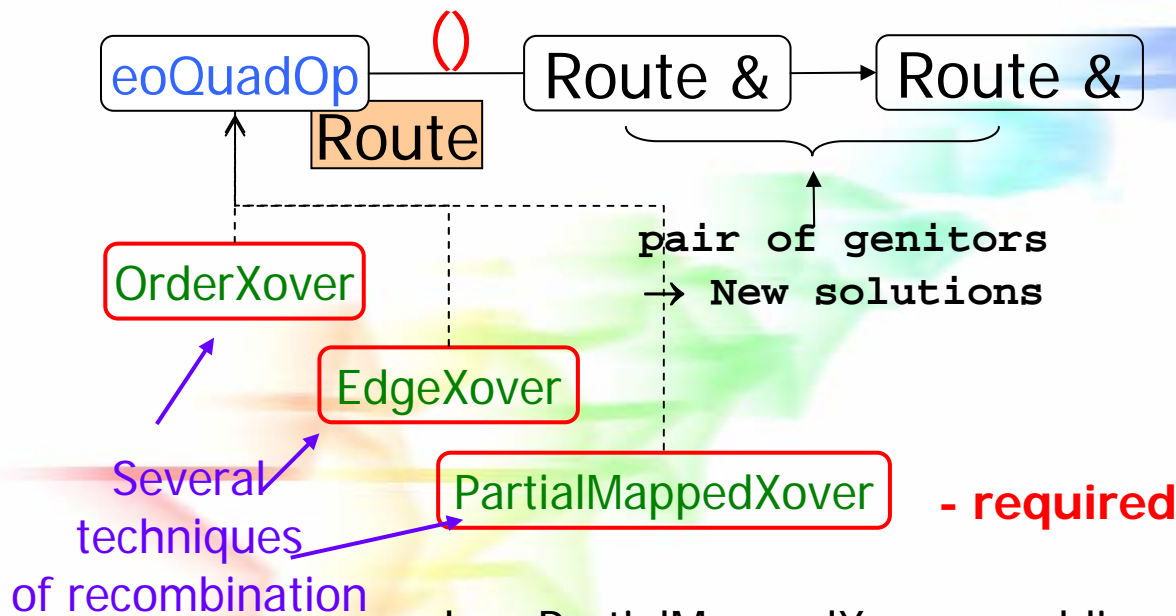 ()
eoQuadOp
Route &
Route &
Route
pair of genitors
→ New solutions
OrderXover
EdgeXover
PartialMappedXover
- required
Several
techniques
of recombination